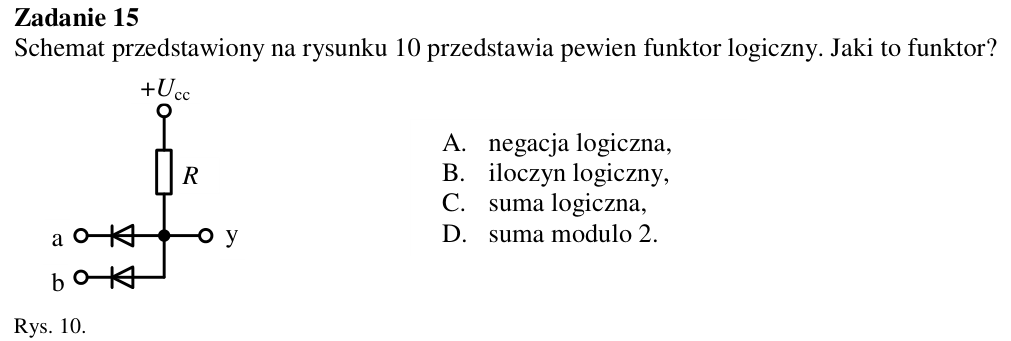 Zadanie 15
Schemat przedstawiony na rysunku 10 przedstawia pewien funktor logiczny. Jaki to funktor?
+Ucc
R
a
y
b
Rys. 10.
A. negacja logiczna,
B. iloczyn logiczny,
C. suma logiczna,
D. suma modulo 2.